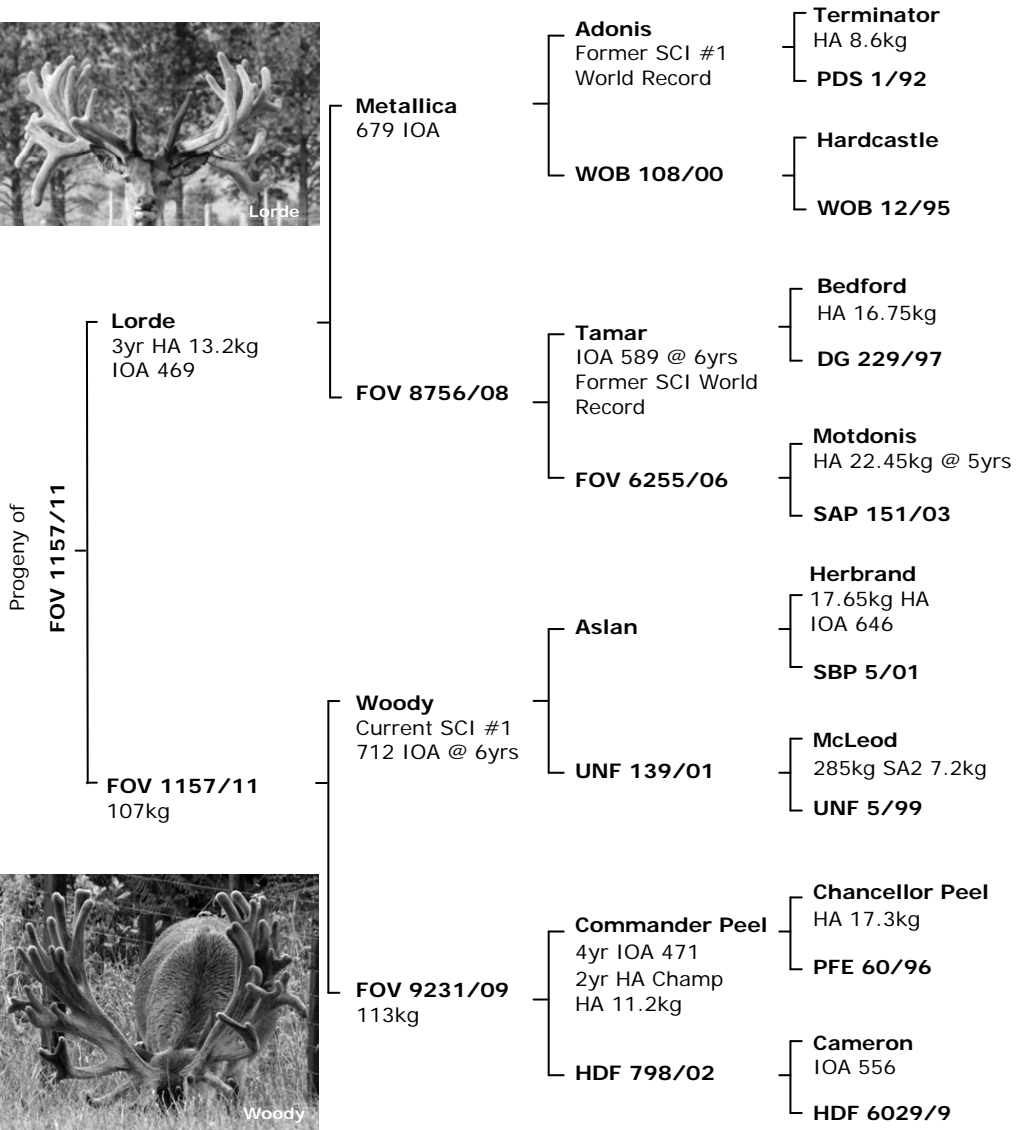 Progeny of
FOV 1157/11
Lorde
Lorde
3yr HA 13.2kg
IOA 469
FOV 1157/11
107kg
Woody
Metallica
679 IOA
FOV 8756/08
Woody
Current SCI #1
712 IOA @ 6yrs
FOV 9231/09
113kg
Adonis
Former SCI #1
World Record
WOB 108/00
Tamar
IOA 589 @ 6yrs
Former SCI World
Record
FOV 6255/06
Aslan
UNF 139/01
Commander Peel
4yr IOA 471
2yr HA Champ
HA 11.2kg
HDF 798/02
Terminator
HA 8.6kg
PDS 1/92
Hardcastle
WOB 12/95
Bedford
HA 16.75kg
DG 229/97
Motdonis
HA 22.45kg @ 5yrs
SAP 151/03
Herbrand
17.65kg HA
IOA 646
SBP 5/01
McLeod
285kg SA2 7.2kg
UNF 5/99
Chancellor Peel
HA 17.3kg
PFE 60/96
Cameron
IOA 556
HDF 6029/9